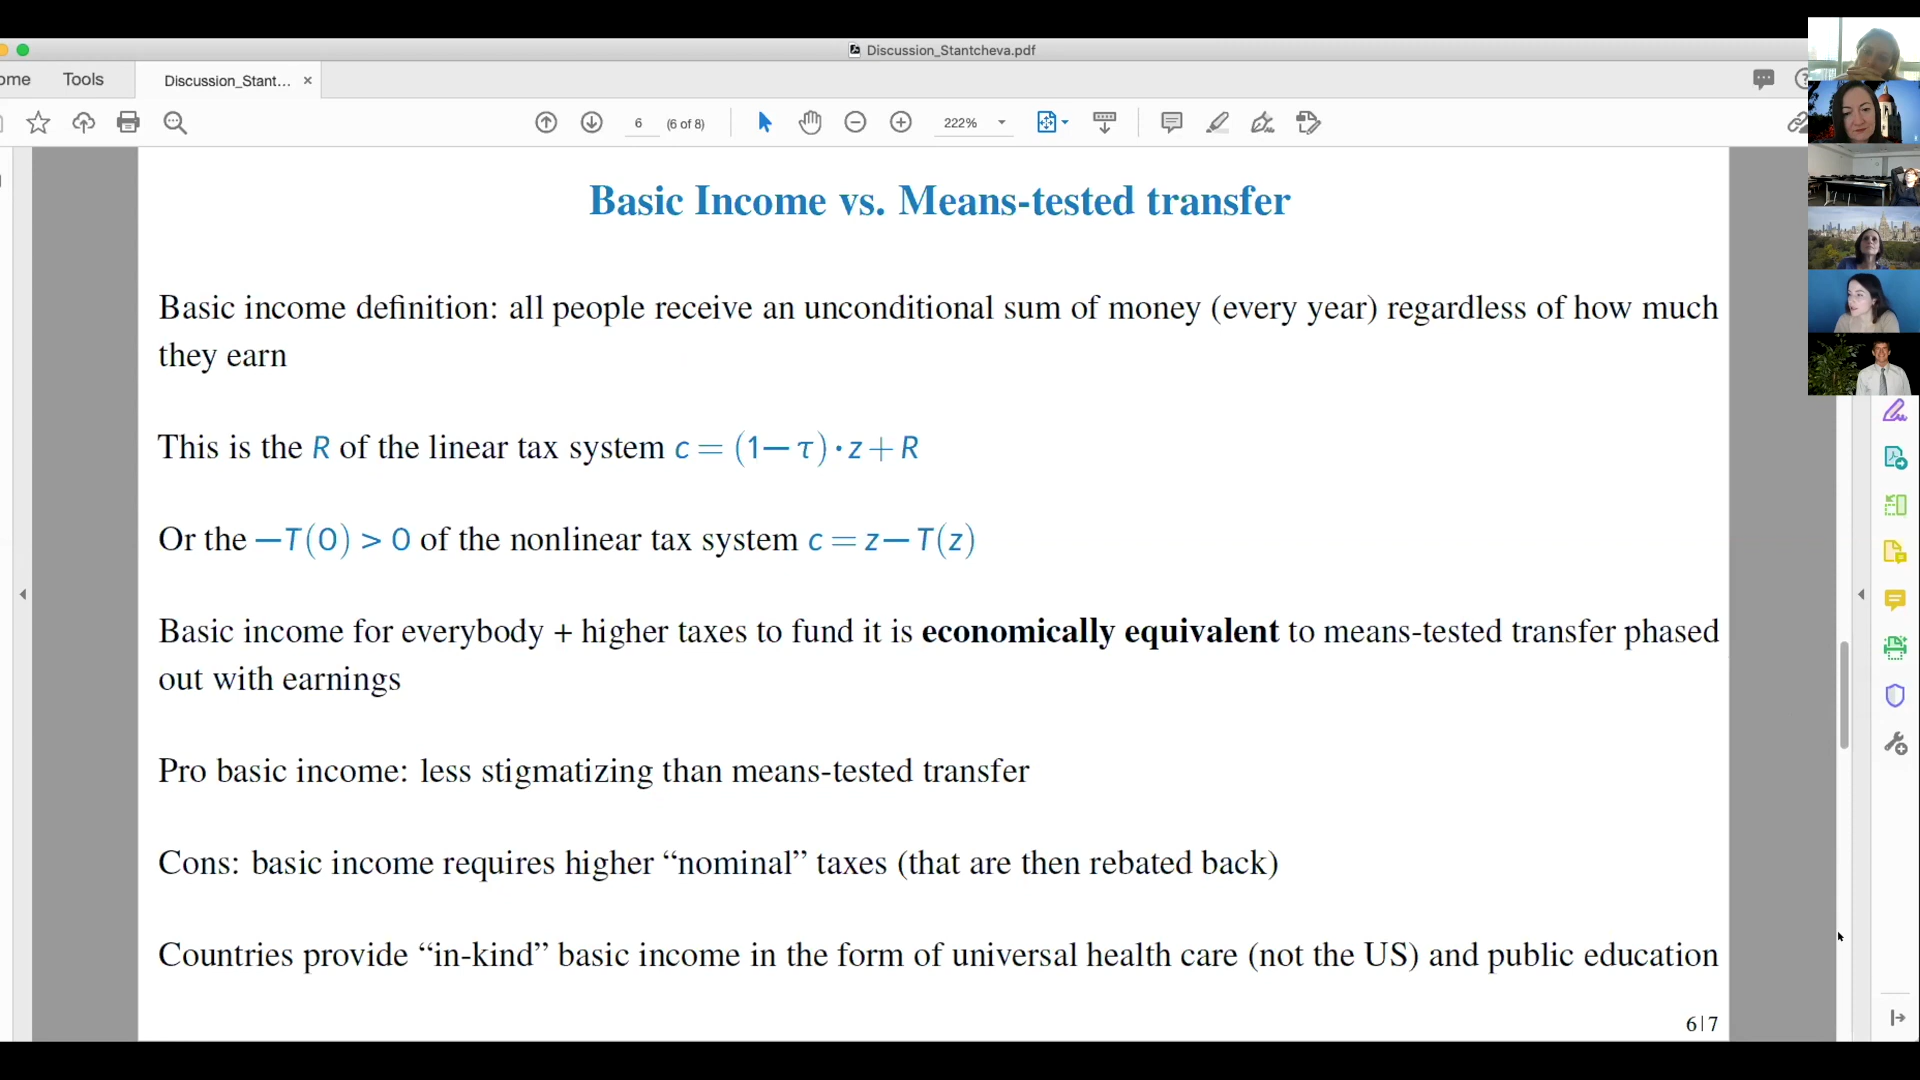 Discussion_Stantcheva.pdf
ome
Tools
Discussion_Stant... ×
6
(6 of 8)
222%
Basic Income vs. Means-tested transfer
Basic income definition: all people receive an unconditional sum of money (every year) regardless of how much
they earn
This is the R of the linear tax system c = (1−τ)·z+R
Or the −T(0) > 0 of the nonlinear tax system c = z−T(z)
Basic income for everybody + higher taxes to fund it is economically equivalent to means-tested transfer phased
out with earnings
Pro basic income: less stigmatizing than means-tested transfer
Cons: basic income requires higher “nominal” taxes (that are then rebated back)
Countries provide “in-kind” basic income in the form of universal health care (not the US) and public education
6|7